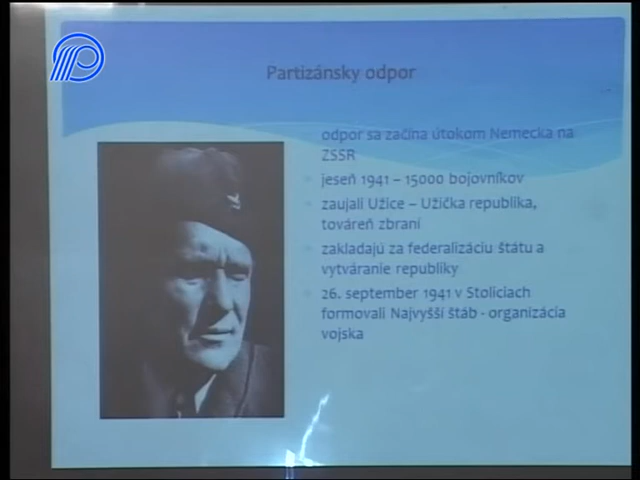 Partizánsky odpor
odpor sa začína útokom Nemecka na
ZSSR
jeseň 1941 – 15000 bojovníkov
zaujali Užice – Užička republika,
továreň zbraní
zakladajú za federalizáciu štátu a
vytváranie republiky
26. september 1941 v Stoliciach
formovali Najvyšší štáb - organizácia
vojska